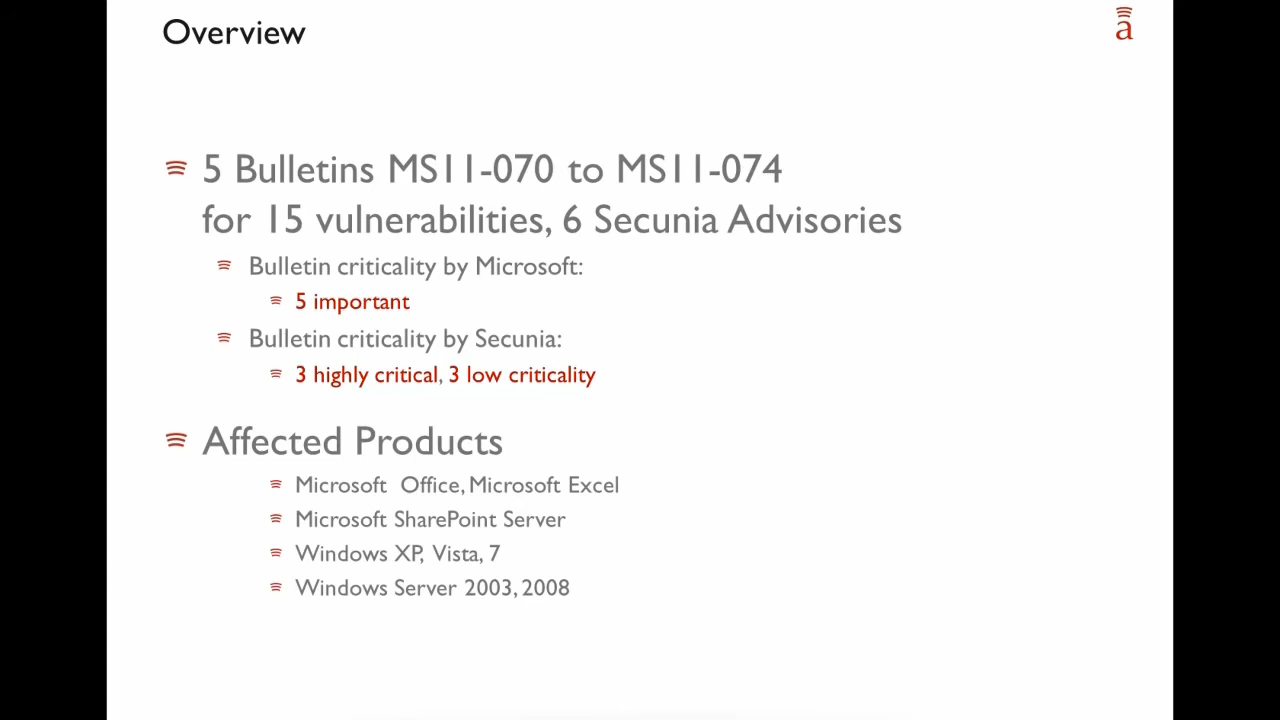 Overview
a
5 Bulletins MS11-070 to MS11-074
for 15 vulnerabilities, 6 Secunia Advisories
Bulletin criticality by Microsoft:
5 important
Bulletin criticality by Secunia:
3 highly critical, 3 low criticality
Affected Products
Microsoft Office, Microsoft Excel
Microsoft SharePoint Server
Windows XP, Vista, 7
Windows Server 2003, 2008